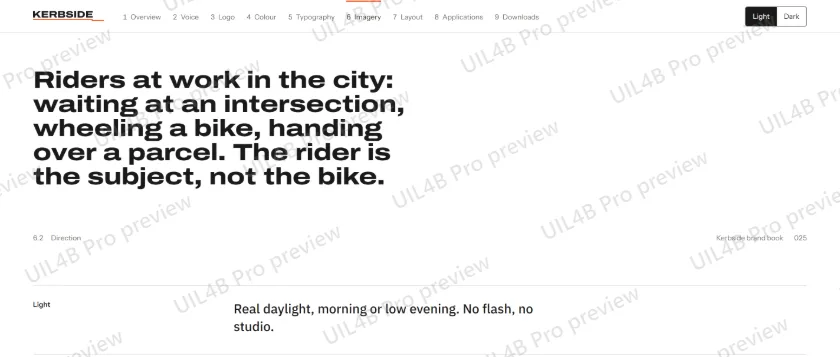 KERBSIDE
1 Overview 2 Voice 3 Logo 4 Colour 5 Typography 6 Imagery 7 Layout 8 Applications 9 Downloads
Light Dark
Riders at work in the city:
waiting at an intersection,
wheeling a bike, handing
over a parcel. The rider is
the subject, not the bike.
6.2 Direction
Kerbside brand book 025
Light
Real daylight, morning or low evening. No flash, no
studio.
UIL4B Pro preview